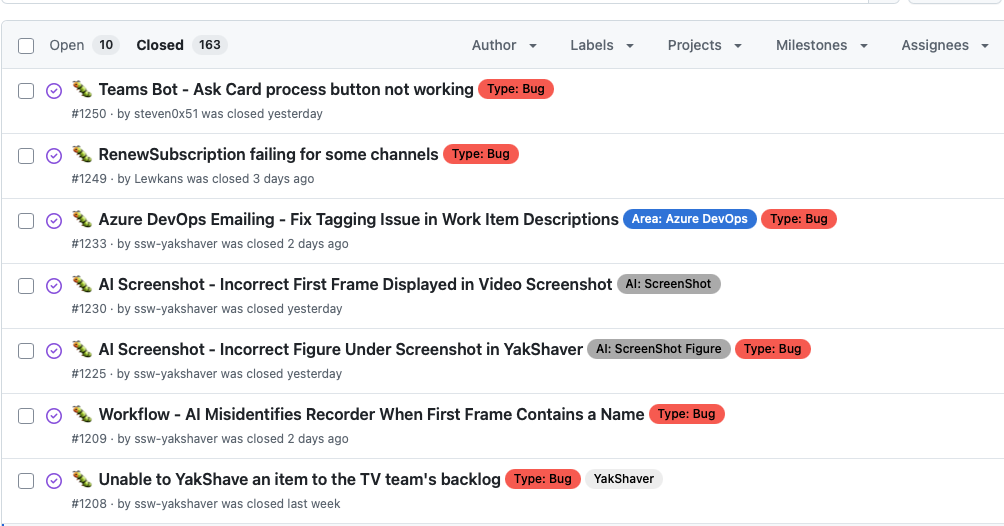 Open 10 Closed 163 Author Labels Projects Milestones Assignees
🐛 Teams Bot - Ask Card process button not working Type: Bug
#1250 · by steven0x51 was closed yesterday
🐛 RenewSubscription failing for some channels Type: Bug
#1249 · by Lewkans was closed 3 days ago
🐛 Azure DevOps Emailing - Fix Tagging Issue in Work Item Descriptions Area: Azure DevOps Type: Bug
#1233 · by ssw-yakshaver was closed 2 days ago
🐛 AI Screenshot - Incorrect First Frame Displayed in Video Screenshot AI: ScreenShot
#1230 · by ssw-yakshaver was closed yesterday
🐛 AI Screenshot - Incorrect Figure Under Screenshot in YakShaver AI: ScreenShot Figure Type: Bug
#1225 · by ssw-yakshaver was closed yesterday
🐛 Workflow - AI Misidentifies Recorder When First Frame Contains a Name Type: Bug
#1209 · by ssw-yakshaver was closed 2 days ago
🐛 Unable to YakShave an item to the TV team's backlog Type: Bug YakShaver
#1208 · by ssw-yakshaver was closed last week